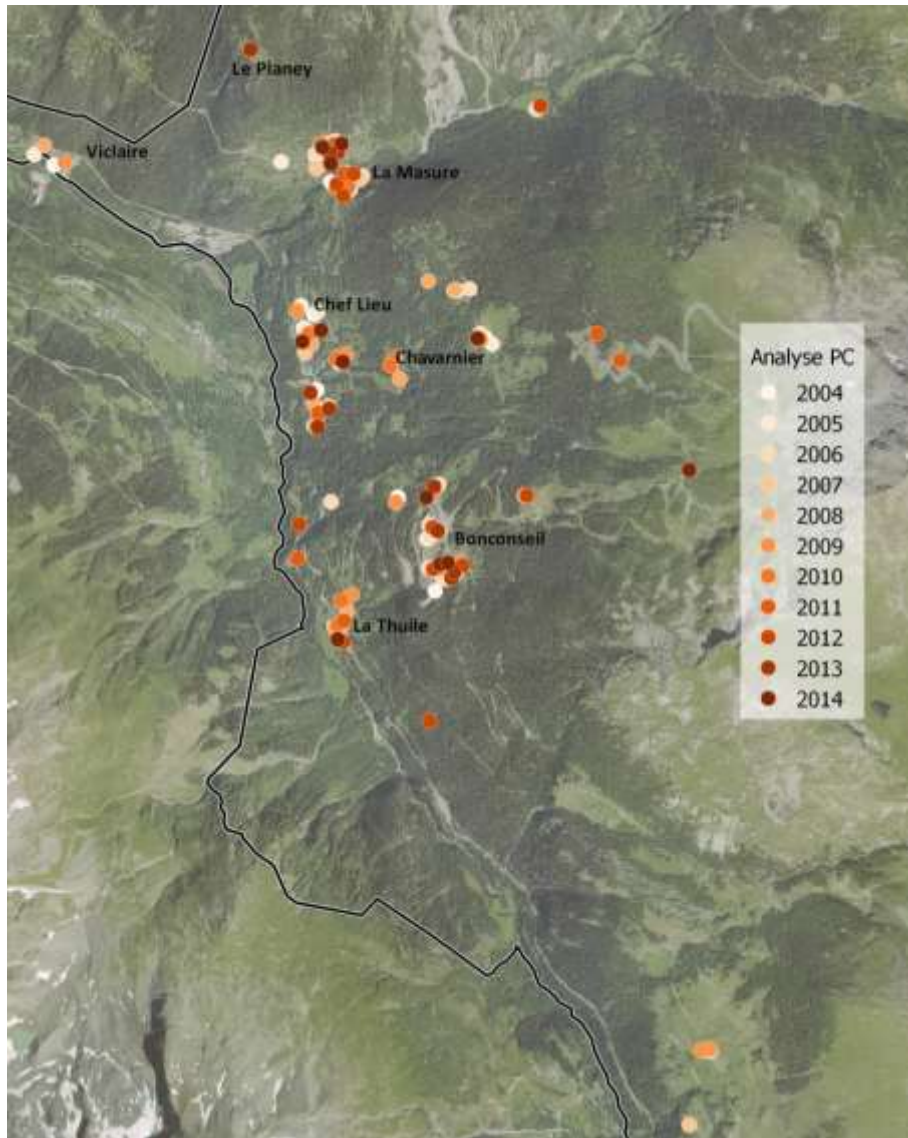 Le Planey
Viclaire
La Masure
Chef Lieu
Chavarnier
Analyse PC
2004
2005
2006
2007
2008
2009
2010
2011
2012
2013
2014
Bonconseil
La Thuile